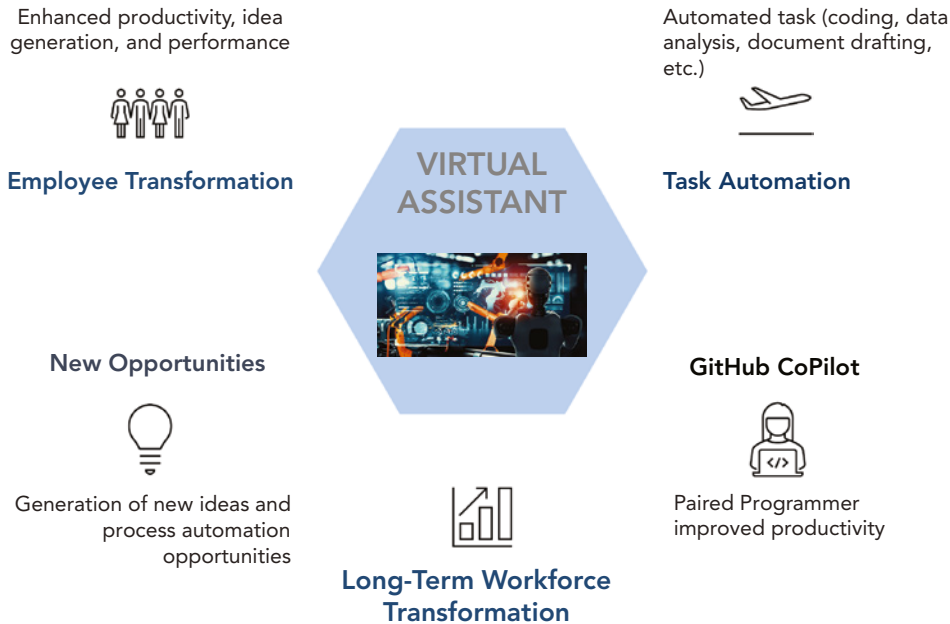 Enhanced productivity, idea
generation, and performance
Employee Transformation
Automated task (coding, data
analysis, document drafting,
etc.)
Task Automation
VIRTUAL
ASSISTANT
New Opportunities
Generation of new ideas and
process automation
opportunities
GitHub CoPilot
</>
Paired Programmer
improved productivity
Long-Term Workforce
Transformation